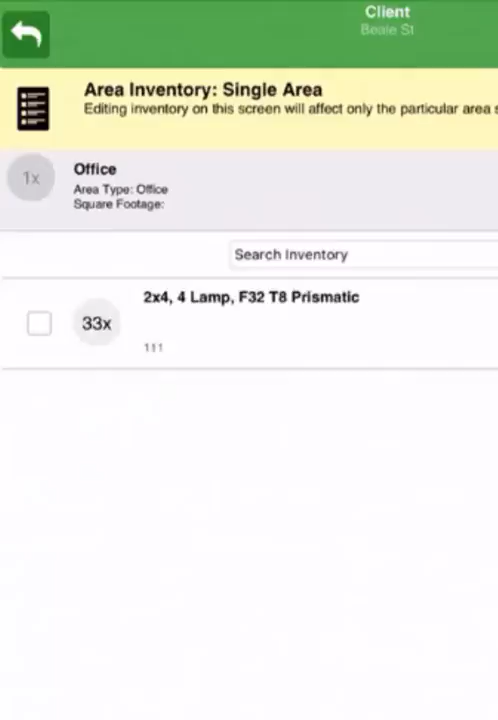 Client
Beale St
Area Inventory: Single Area
Editing inventory on this screen will affect only the particular area s
1x
Office
Area Type: Office
Square Footage:
Search Inventory
2x4, 4 Lamp, F32 T8 Prismatic
33x
111